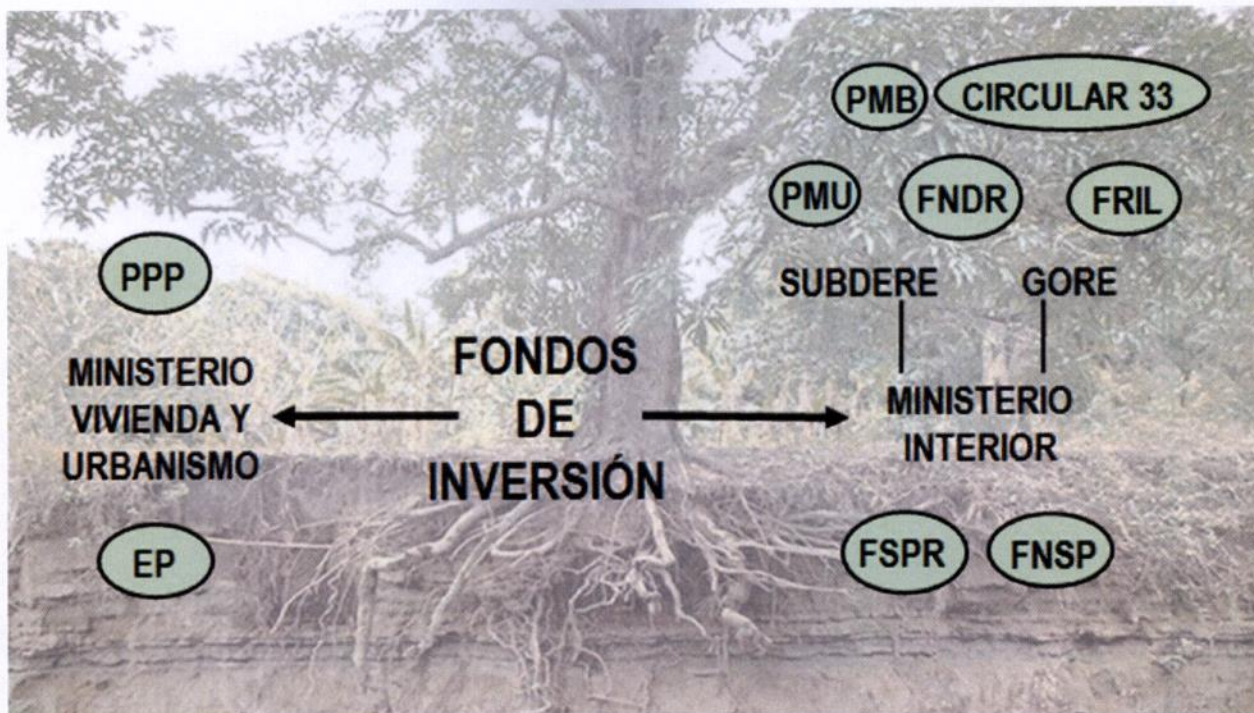 PMB
CIRCULAR 33
PMU
FNDR
FRIL
PPP
SUBDERE
GORE
FONDOS
DE
INVERSIÓN
MINISTERIO
VIVIENDA Y
URBANISMO
MINISTERIO
INTERIOR
EP
FSPR
FNSP